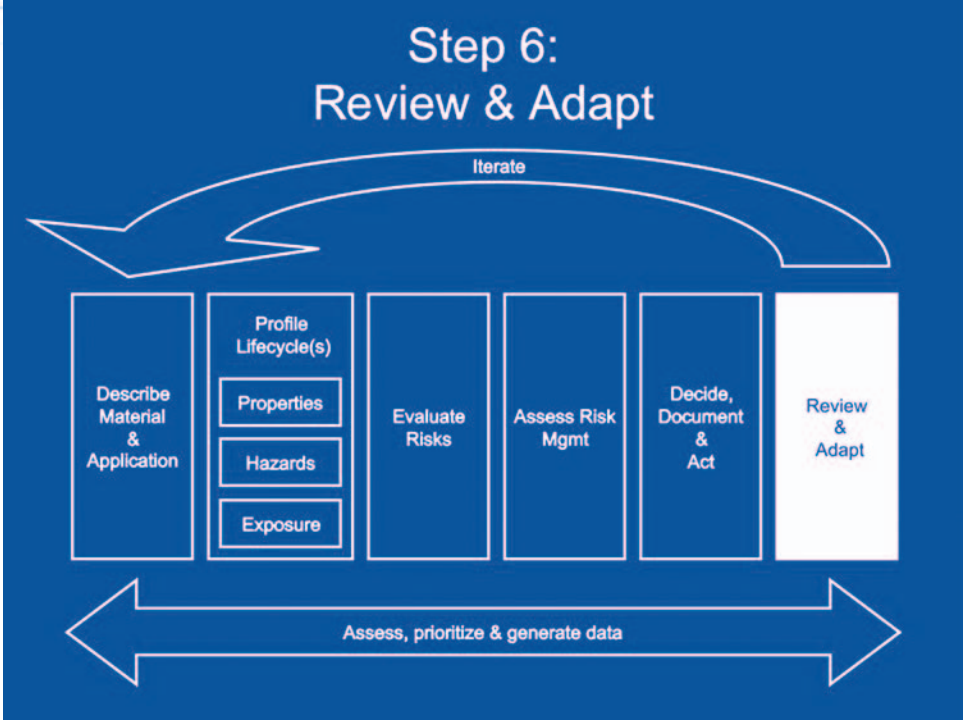 Step 6:
Review & Adapt
Iterate
Describe
Material
&
Application
Profile
Lifecycle(s)
Properties
Hazards
Exposure
Evaluate
Risks
Assess Risk
Mgmt
Decide,
Document
&
Act
Review
&
Adapt
Assess, prioritize & generate data